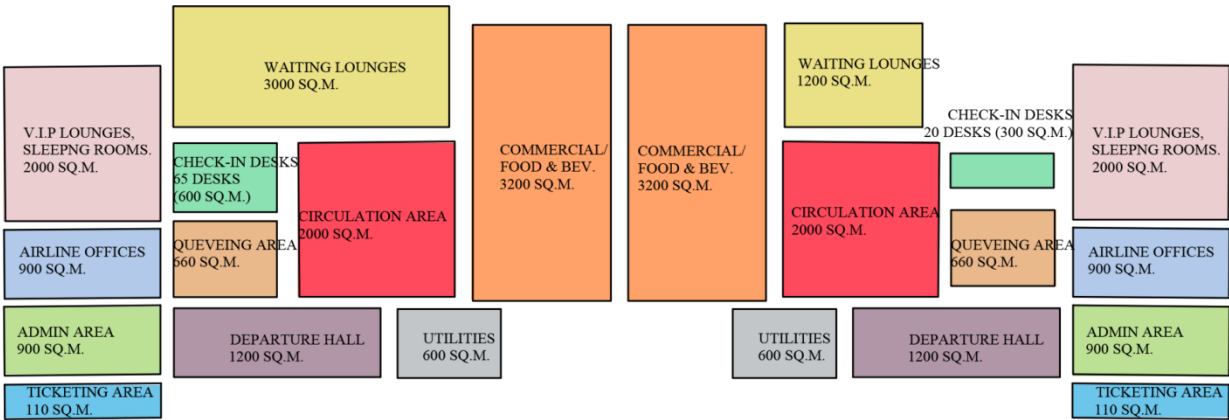 WAITING LOUNGES
3000 SQ.M.
V.I.P LOUNGES,
SLEEPNG ROOMS.
2000 SQ.M.
CHECK-IN DESKS
65 DESKS
(600 SQ.M.)
CIRCULATION AREA
2000 SQ.M.
COMMERCIAL/
FOOD & BEV.
3200 SQ.M.
AIRLINE OFFICES
900 SQ.M.
QUEVEING AREA
660 SQ.M.
ADMIN AREA
900 SQ.M.
DEPARTURE HALL
1200 SQ.M.
UTILITIES
600 SQ.M.
TICKETING AREA
110 SQ.M.
COMMERCIAL/
FOOD & BEV.
3200 SQ.M.
WAITING LOUNGES
1200 SQ.M.
CHECK-IN DESKS
20 DESKS (300 SQ.M.)
V.I.P LOUNGES,
SLEEPNG ROOMS.
2000 SQ.M.
CIRCULATION AREA
2000 SQ.M.
QUEVEING AREA
660 SQ.M.
AIRLINE OFFICES
900 SQ.M.
UTILITIES
600 SQ.M.
DEPARTURE HALL
1200 SQ.M.
ADMIN AREA
900 SQ.M.
TICKETING AREA
110 SQ.M.